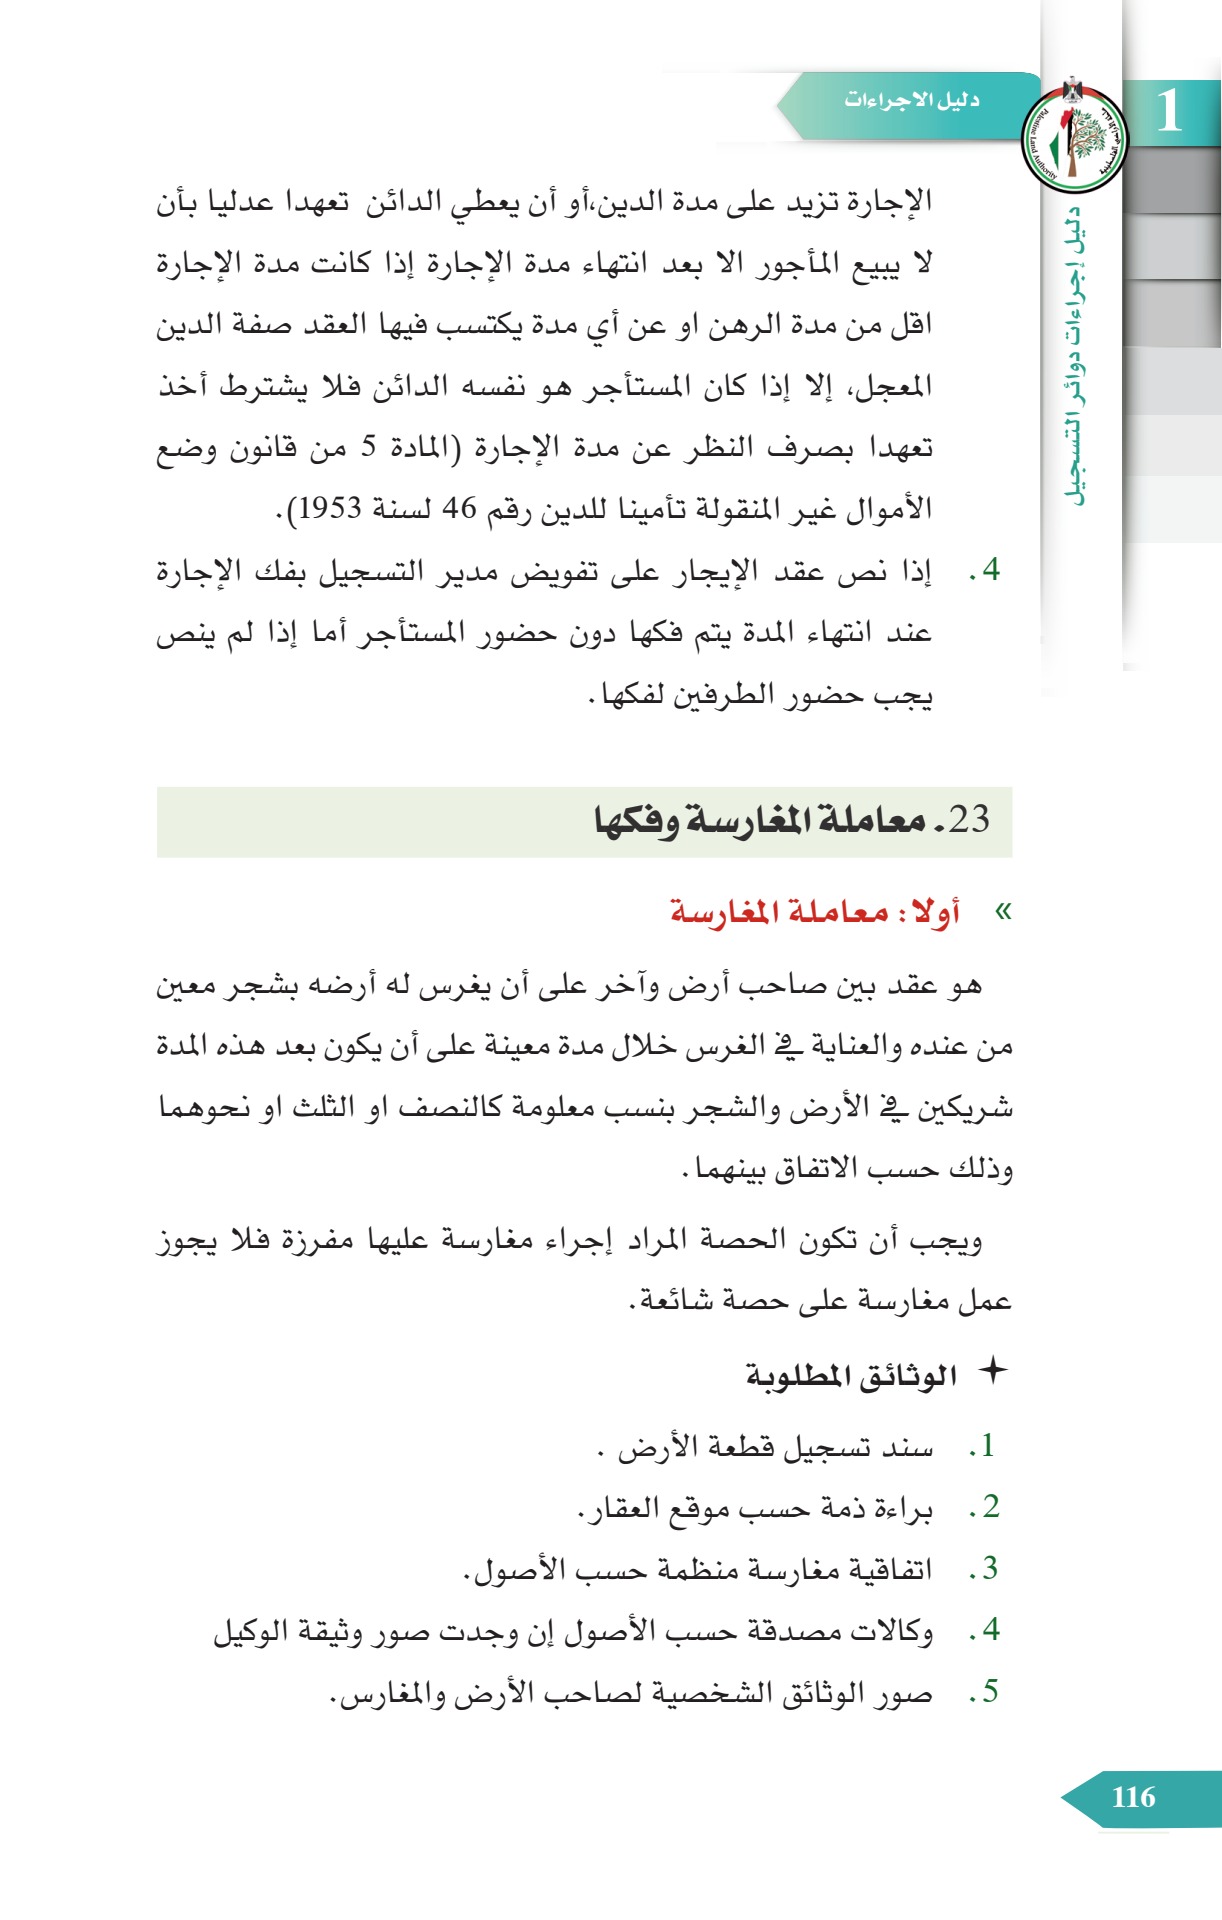 1
دليل الاجراءات
Palestine Land Authority
دليل إجراءات دوائر التسجيل
الإجارة تزيد على مدة الدين،أو أن يعطي الدائن تعهدا عدليا بأن
لا يبيع المأجور الا بعد انتهاء مدة الإجارة إذا كانت مدة الإجارة
اقل من مدة الرهن او عن أي مدة يكتسب فيها العقد صفة الدين
المعجل، إلا إذا كان المستأجر هو نفسه الدائن فلا يشترط أخذ
تعهدا بصرف النظر عن مدة الإجارة (المادة 5 من قانون وضع
الأموال غير المنقولة تأمينا للدين رقم 46 لسنة 1953).
4. إذا نص عقد الإيجار على تفويض مدير التسجيل بفك الإجارة
عند انتهاء المدة يتم فكها دون حضور المستأجر أما إذا لم ينص
يجب حضور الطرفين لفكها.
23. معاملة المغارسة وفكها
» أولا: معاملة المغارسة
هو عقد بين صاحب أرض وآخر على أن يغرس له أرضه بشجر معين
من عنده والعناية في الغرس خلال مدة معينة على أن يكون بعد هذه المدة
شريكين في الأرض والشجر بنسب معلومة كالنصف او الثلث او نحوهما
وذلك حسب الاتفاق بينهما.
ويجب أن تكون الحصة المراد إجراء مغارسة عليها مفرزة فلا يجوز
عمل مغارسة على حصة شائعة.
الوثائق المطلوبة
1. سند تسجيل قطعة الأرض .
2. براءة ذمة حسب موقع العقار.
3. اتفاقية مغارسة منظمة حسب الأصول.
4. وكالات مصدقة حسب الأصول إن وجدت صور وثيقة الوكيل
5. صور الوثائق الشخصية لصاحب الأرض والمغارس.
116